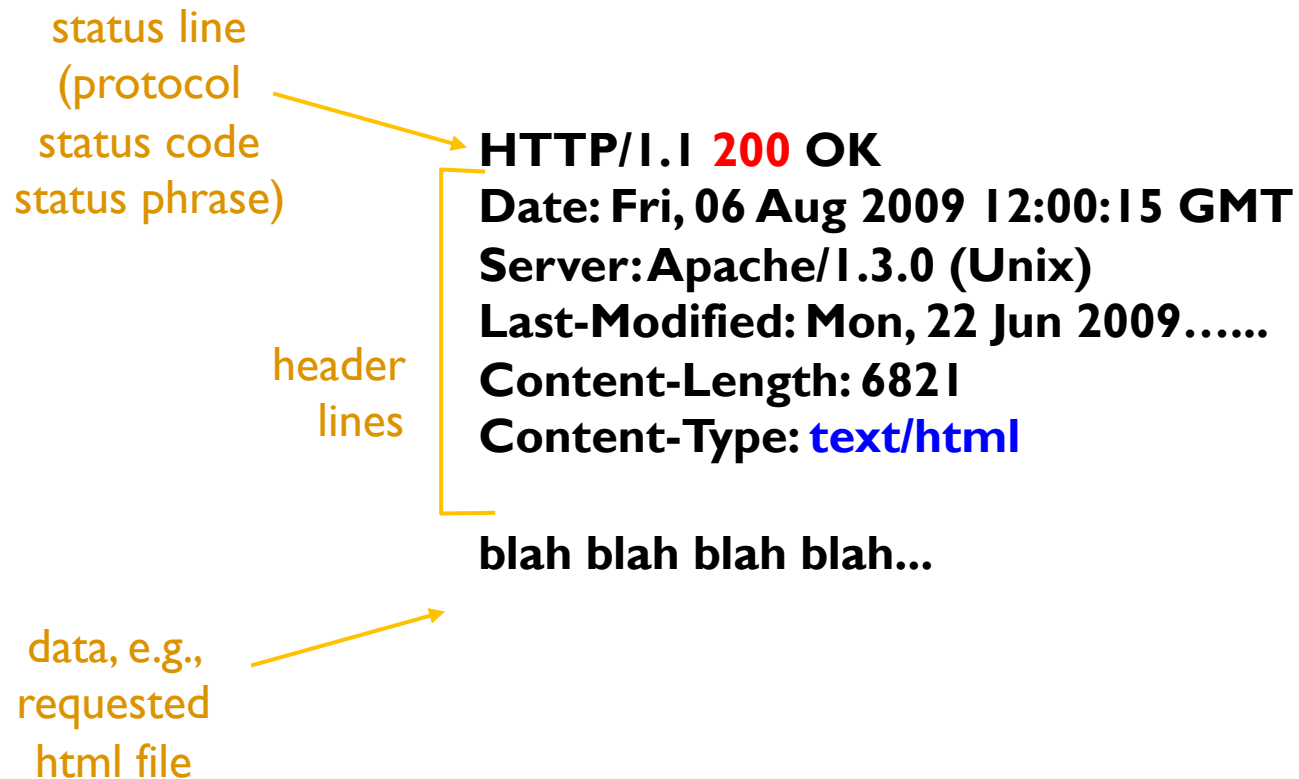 status line
(protocol
status code
status phrase)
HTTP/1.1 200 OK
Date: Fri, 06 Aug 2009 12:00:15 GMT
Server: Apache/1.3.0 (Unix)
Last-Modified: Mon, 22 Jun 2009…...
Content-Length: 6821
Content-Type: text/html
header
lines
blah blah blah blah...
data, e.g.,
requested
html file